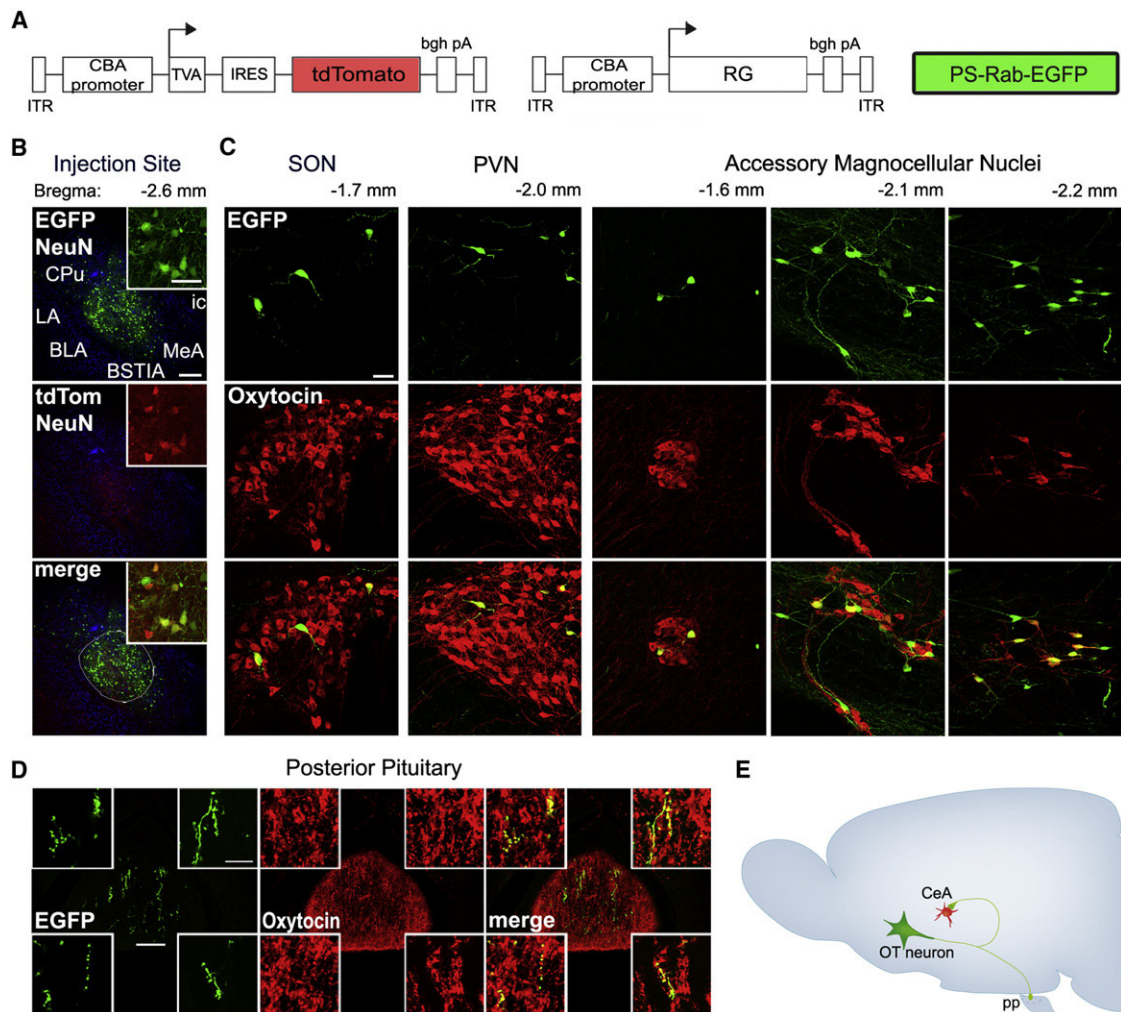 A
CBA promoter
TVA
IRES
tdTomato
bgh pA
ITR
ITR
CBA promoter
RG
bgh pA
ITR
ITR
PS-Rab-EGFP
B
Injection Site
Bregma: -2.6 mm
EGFP
NeuN
CPu
ic
LA
BLA
MeA
BSTIA
tdTom
NeuN
merge
C
SON
PVN
Accessory Magnocellular Nuclei
-1.7 mm
-2.0 mm
-1.6 mm
-2.1 mm
-2.2 mm
EGFP
Oxytocin
D
Posterior Pituitary
EGFP
Oxytocin
merge
E
CeA
OT neuron
pp